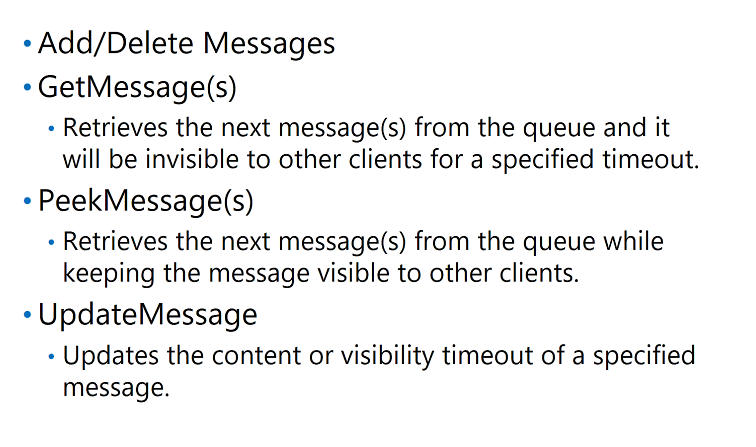 • Add/Delete Messages
• GetMessage(s)
• Retrieves the next message(s) from the queue and it
will be invisible to other clients for a specified timeout.
• PeekMessage(s)
• Retrieves the next message(s) from the queue while
keeping the message visible to other clients.
• UpdateMessage
• Updates the content or visibility timeout of a specified
message.